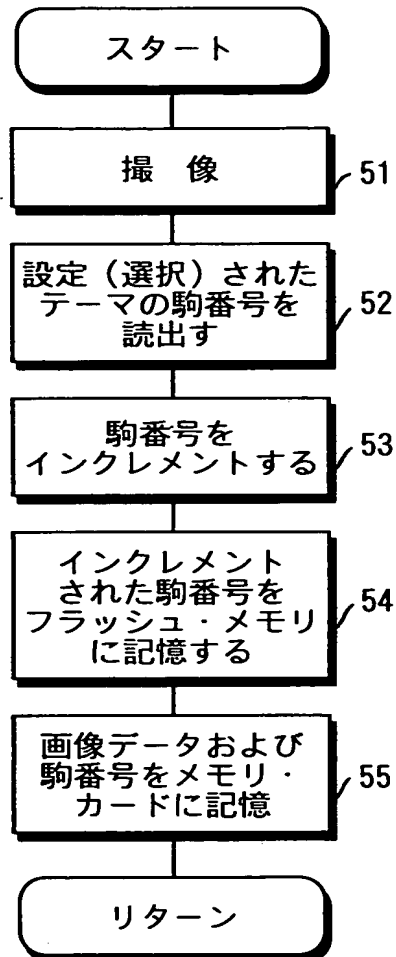 スタート
撮 像
51
設定(選択)された
テーマの駒番号を
読出す
52
駒番号を
インクレメントする
53
インクレメント
された駒番号を
フラッシュ・メモリ
に記憶する
54
画像データおよび
駒番号をメモリ・
カードに記憶
55
リターン